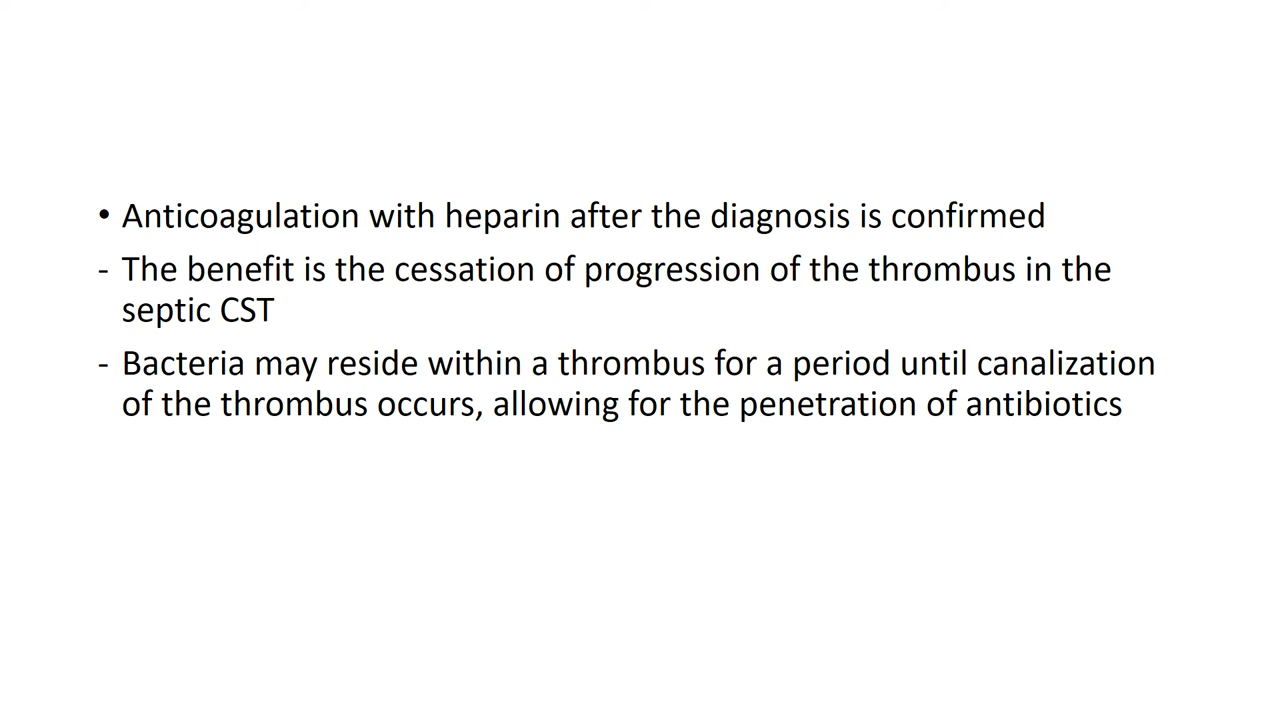 • Anticoagulation with heparin after the diagnosis is confirmed
- The benefit is the cessation of progression of the thrombus in the
septic CST
- Bacteria may reside within a thrombus for a period until canalization
of the thrombus occurs, allowing for the penetration of antibiotics